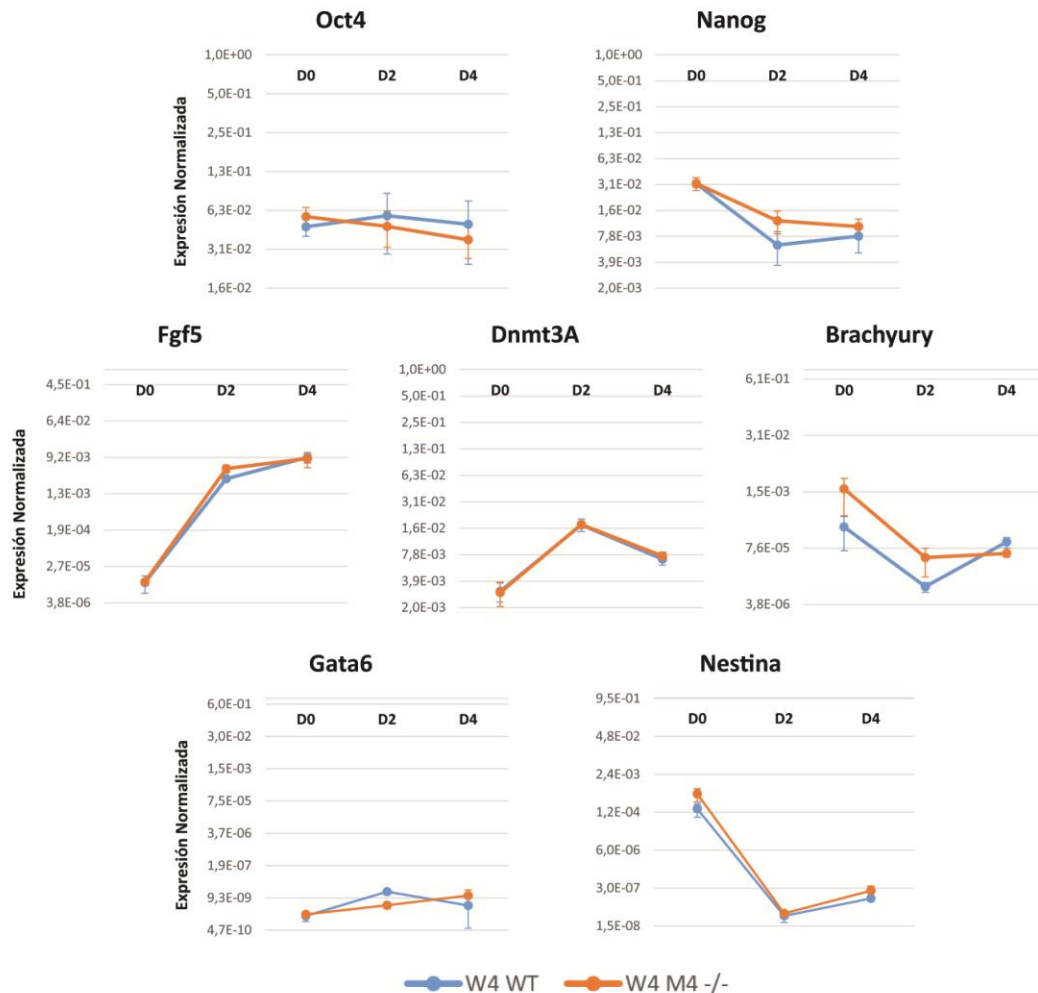 Oct4
1,0E+00
D0 D2 D4
5,0E-01
2,5E-01
1,3E-01
6,3E-02
3,1E-02
1,6E-02
Expresión Normalizada
Nanog
1,0E+00
D0 D2 D4
5,0E-01
2,5E-01
1,3E-01
6,3E-02
3,1E-02
1,6E-02
7,8E-03
3,9E-03
2,0E-03
Fgf5
4,5E-01
D0 D2 D4
6,4E-02
9,2E-03
1,3E-03
1,9E-04
2,7E-05
3,8E-06
Expresión Normalizada
Dnmt3A
1,0E+00
D0 D2 D4
5,0E-01
2,5E-01
1,3E-01
6,3E-02
3,1E-02
1,6E-02
7,8E-03
3,9E-03
2,0E-03
Brachyury
6,1E-01
D0 D2 D4
3,1E-02
1,5E-03
7,6E-05
3,8E-06
Gata6
6,0E-01
D0 D2 D4
3,0E-02
1,5E-03
7,5E-05
3,7E-06
1,9E-07
9,3E-09
4,7E-10
Expresión Normalizada
Nestina
9,5E-01
D0 D2 D4
4,8E-02
2,4E-03
1,2E-04
6,0E-06
3,0E-07
1,5E-08
W4 WT W4 M4 -/-